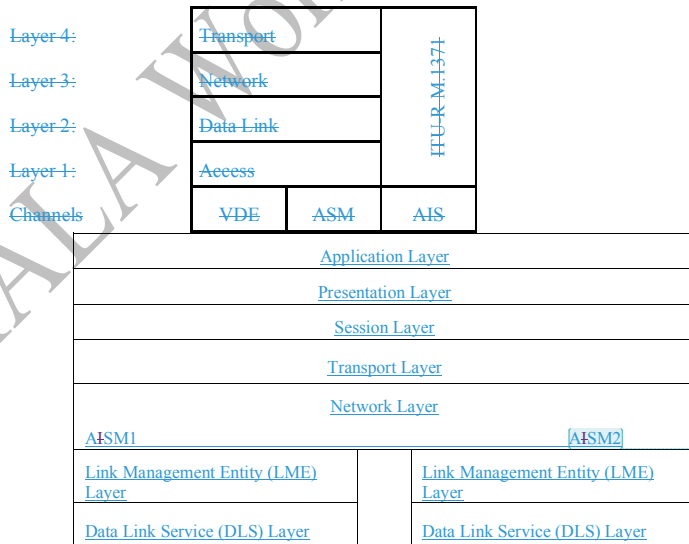 Layer 4: Transport
Layer 3: Network
Layer 2: Data Link
Layer 1: Access
ITU-R M.1371
Channels VDE ASM AIS
Application Layer
Presentation Layer
Session Layer
Transport Layer
Network Layer
AISM1 AISM2
Link Management Entity (LME) Layer
Link Management Entity (LME) Layer
Data Link Service (DLS) Layer
Data Link Service (DLS) Layer